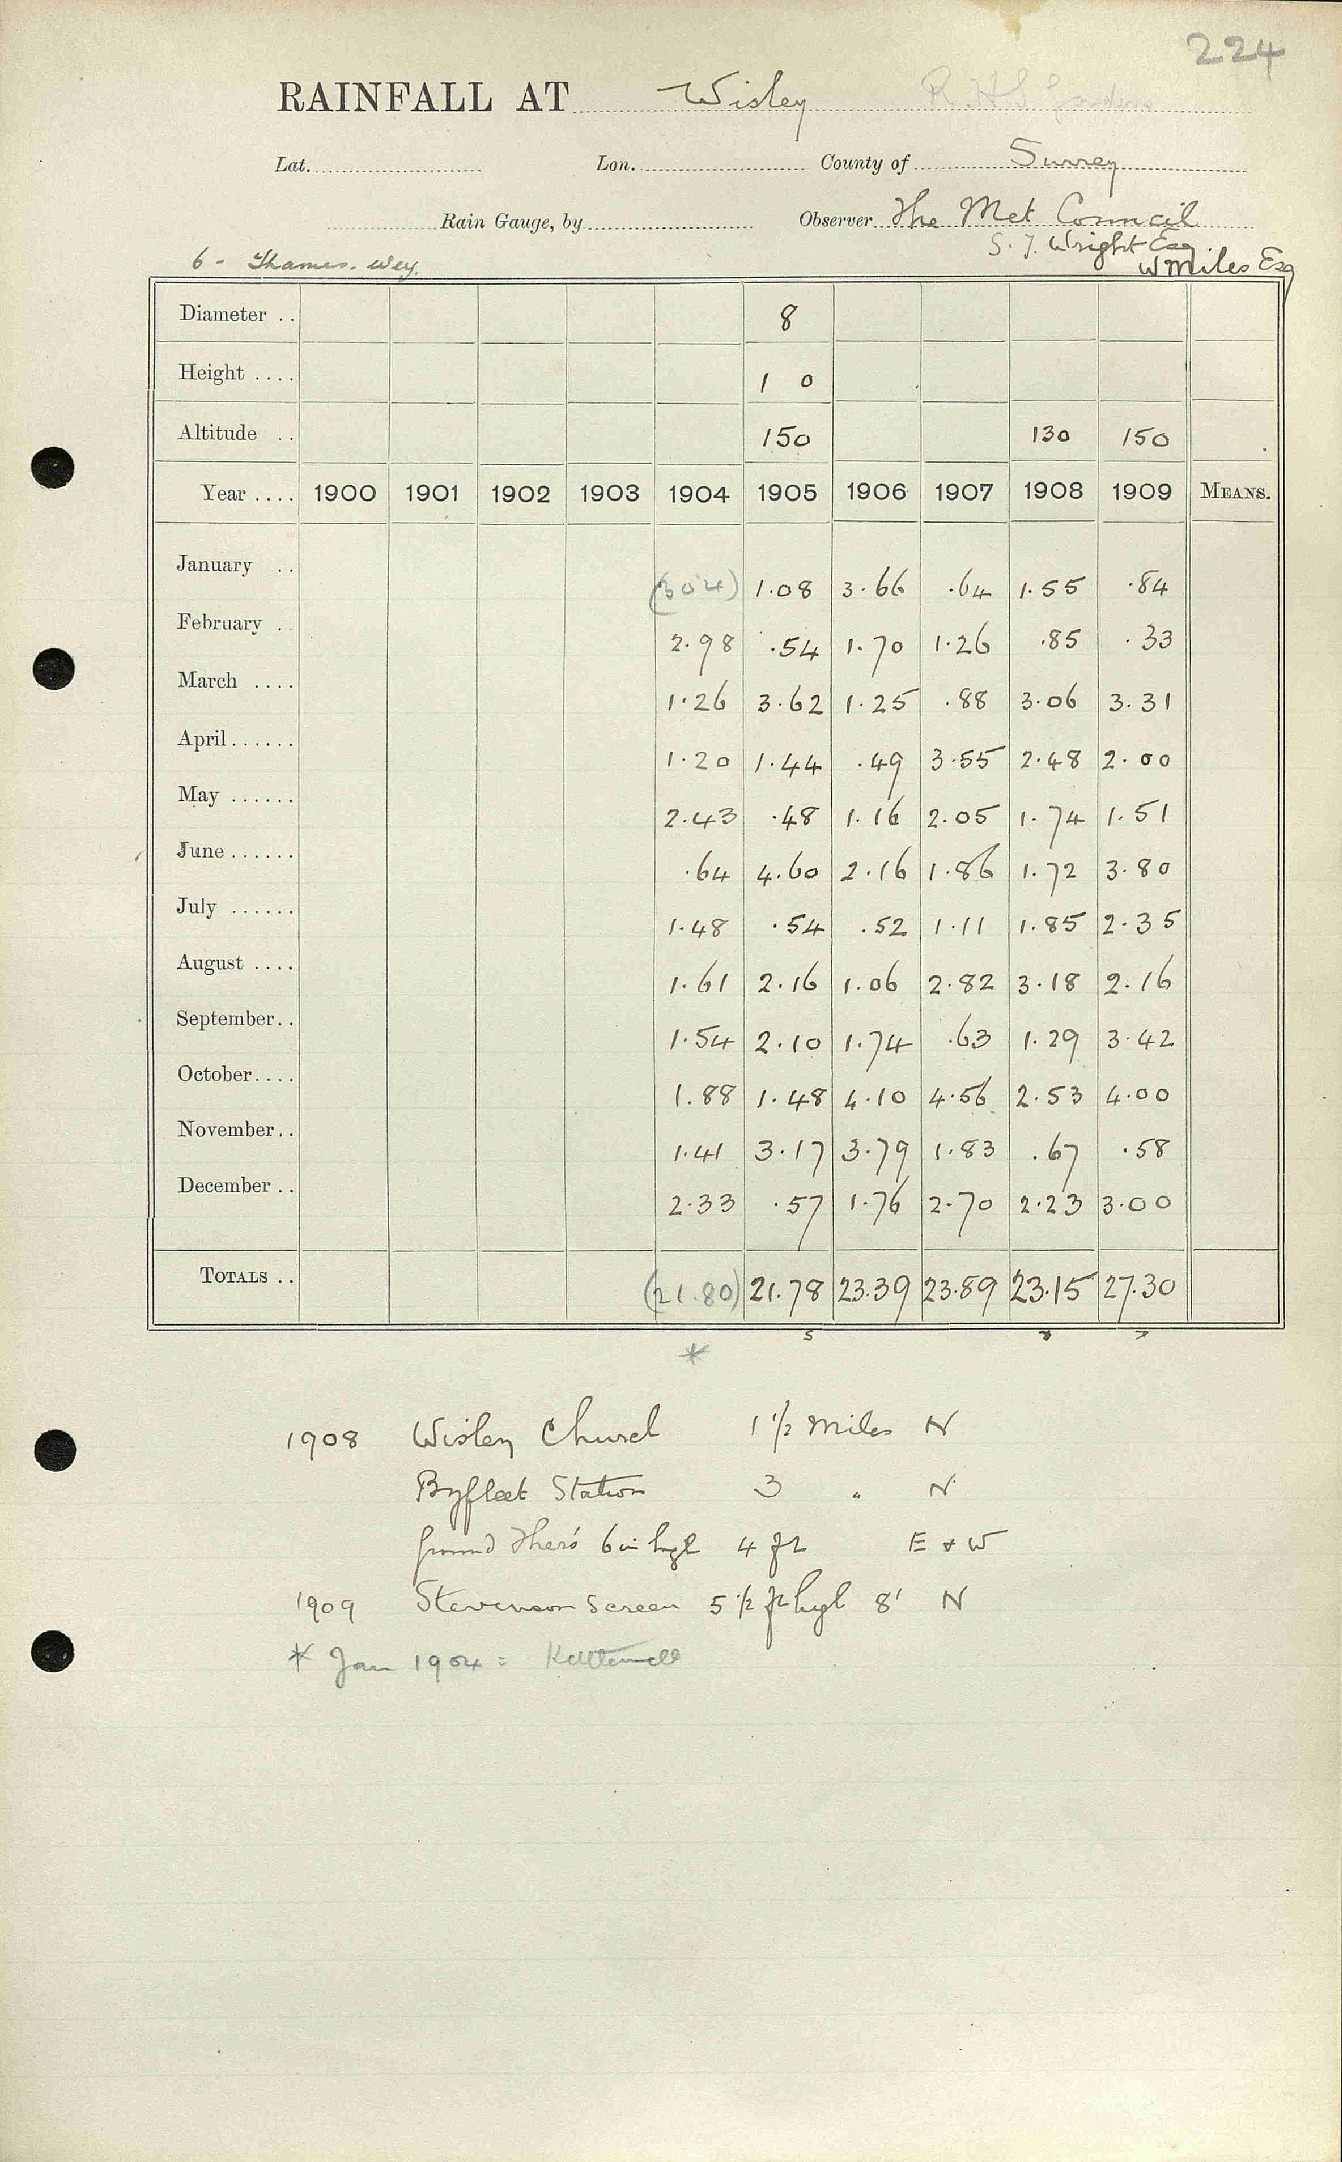 224
RAINFALL AT Wisley R.H.S Gardens
Lat. Lon. County of Surrey
Rain Gauge, by Observer The Met Council
S. J. Wright Esq.
W Miles Esq
6 - Thames. Wey.
Diameter .. 8
Height .... 1 0
Altitude .. 150 130 150
Year .... 1900 1901 1902 1903 1904 1905 1906 1907 1908 1909 MEANS.
January .. (3 04) 1.08 3.66 .64 1.55 .84
February .. 2.98 .54 1.70 1.26 .85 .33
March .... 1.26 3.62 1.25 .88 3.06 3.31
April ...... 1.20 1.44 .49 3.55 2.48 2.00
May ...... 2.43 .48 1.16 2.05 1.74 1.51
June ...... .64 4.60 2.16 1.86 1.72 3.80
July ...... 1.48 .54 .52 1.11 1.85 2.35
August .... 1.61 2.16 1.06 2.82 3.18 2.16
September.. 1.54 2.10 1.74 .63 1.29 3.42
October.... 1.88 1.48 4.10 4.56 2.53 4.00
November.. 1.41 3.17 3.79 1.83 .67 .58
December .. 2.33 .57 1.76 2.70 2.23 3.00
TOTALS .. (21.80) 21.78 23.39 23.89 23.15 27.30
*
1908 Wisley Church 1 1/2 Miles N
Byfleet Station 3 " N
ground Ther's 6 in high 4 ft E & W
1909 Stevenson Screen 5 1/2 ft high 8' N
* Jan 1904 =